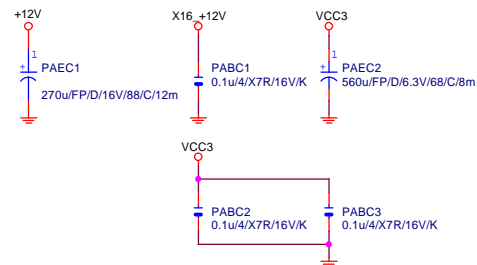 +12V
X16_+12V
VCC3
1
+
PAEC1
270u/FP/D/16V/88/C/12m
PABC1
0.1u/4/X7R/16V/K
1
+
PAEC2
560u/FP/D/6.3V/68/C/8m
VCC3
PABC2
0.1u/4/X7R/16V/K
PABC3
0.1u/4/X7R/16V/K